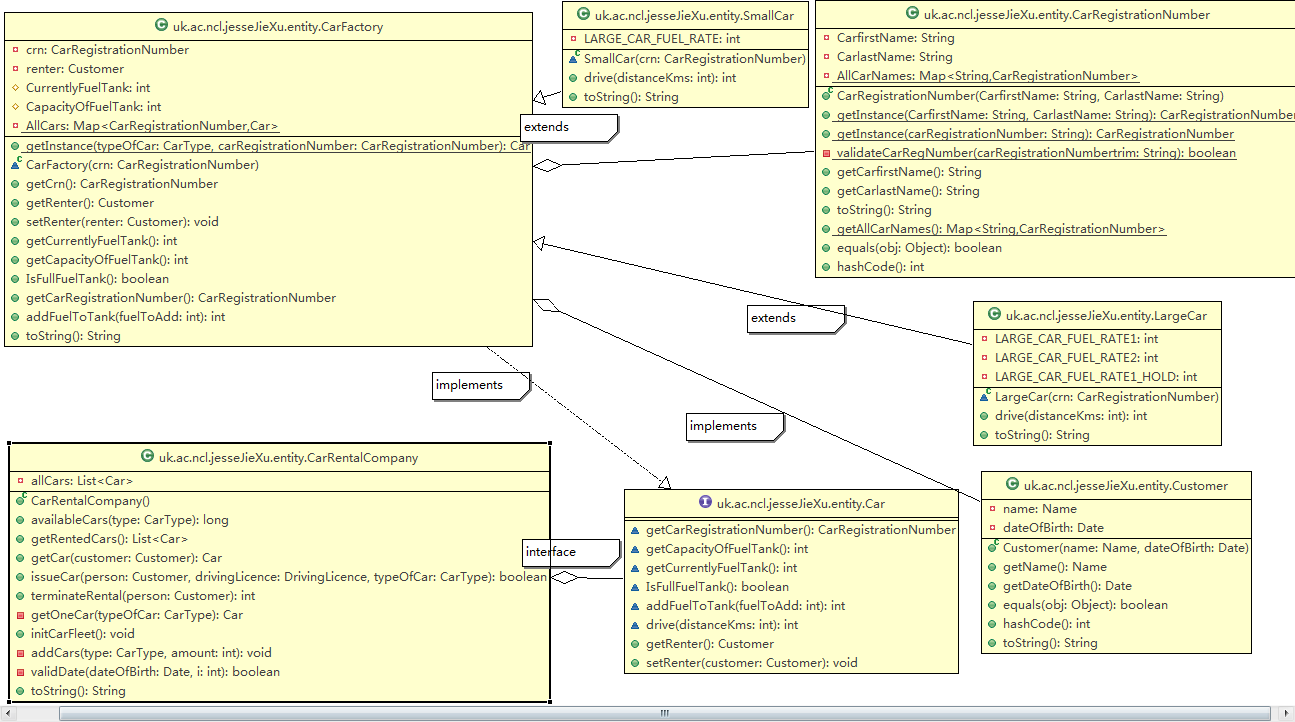 uk.ac.ncl.jesseJieXu.entity.CarFactory
crn: CarRegistrationNumber
renter: Customer
CurrentlyFuelTank: int
CapacityOfFuelTank: int
AllCars: Map<CarRegistrationNumber,Car>
getInstance(typeOfCar: CarType, carRegistrationNumber: CarRegistrationNumber): Car
CarFactory(crn: CarRegistrationNumber)
getCrn(): CarRegistrationNumber
getRenter(): Customer
setRenter(renter: Customer): void
getCurrentlyFuelTank(): int
getCapacityOfFuelTank(): int
IsFullFuelTank(): boolean
getCarRegistrationNumber(): CarRegistrationNumber
addFuelToTank(fuelToAdd: int): int
toString(): String
uk.ac.ncl.jesseJieXu.entity.SmallCar
LARGE_CAR_FUEL_RATE: int
SmallCar(crn: CarRegistrationNumber)
drive(distanceKms: int): int
toString(): String
extends
uk.ac.ncl.jesseJieXu.entity.CarRegistrationNumber
CarfirstName: String
CarlastName: String
AllCarNames: Map<String,CarRegistrationNumber>
CarRegistrationNumber(CarfirstName: String, CarlastName: String)
getInstance(CarfirstName: String, CarlastName: String): CarRegistrationNumber
getInstance(carRegistrationNumber: String): CarRegistrationNumber
validateCarRegNumber(carRegistrationNumbertrim: String): boolean
getCarfirstName(): String
getCarlastName(): String
toString(): String
getAllCarNames(): Map<String,CarRegistrationNumber>
equals(obj: Object): boolean
hashCode(): int
extends
uk.ac.ncl.jesseJieXu.entity.LargeCar
LARGE_CAR_FUEL_RATE1: int
LARGE_CAR_FUEL_RATE2: int
LARGE_CAR_FUEL_RATE1_HOLD: int
LargeCar(crn: CarRegistrationNumber)
drive(distanceKms: int): int
toString(): String
implements
implements
uk.ac.ncl.jesseJieXu.entity.CarRentalCompany
allCars: List<Car>
CarRentalCompany()
availableCars(type: CarType): long
getRentedCars(): List<Car>
getCar(customer: Customer): Car
issueCar(person: Customer, drivingLicence: DrivingLicence, typeOfCar: CarType): boolean
terminateRental(person: Customer): int
getOneCar(typeOfCar: CarType): Car
initCarFleet(): void
addCars(type: CarType, amount: int): void
validDate(dateOfBirth: Date, i: int): boolean
toString(): String
interface
uk.ac.ncl.jesseJieXu.entity.Car
getCarRegistrationNumber(): CarRegistrationNumber
getCapacityOfFuelTank(): int
getCurrentlyFuelTank(): int
IsFullFuelTank(): boolean
addFuelToTank(fuelToAdd: int): int
drive(distanceKms: int): int
getRenter(): Customer
setRenter(customer: Customer): void
uk.ac.ncl.jesseJieXu.entity.Customer
name: Name
dateOfBirth: Date
Customer(name: Name, dateOfBirth: Date)
getName(): Name
getDateOfBirth(): Date
equals(obj: Object): boolean
hashCode(): int
toString(): String